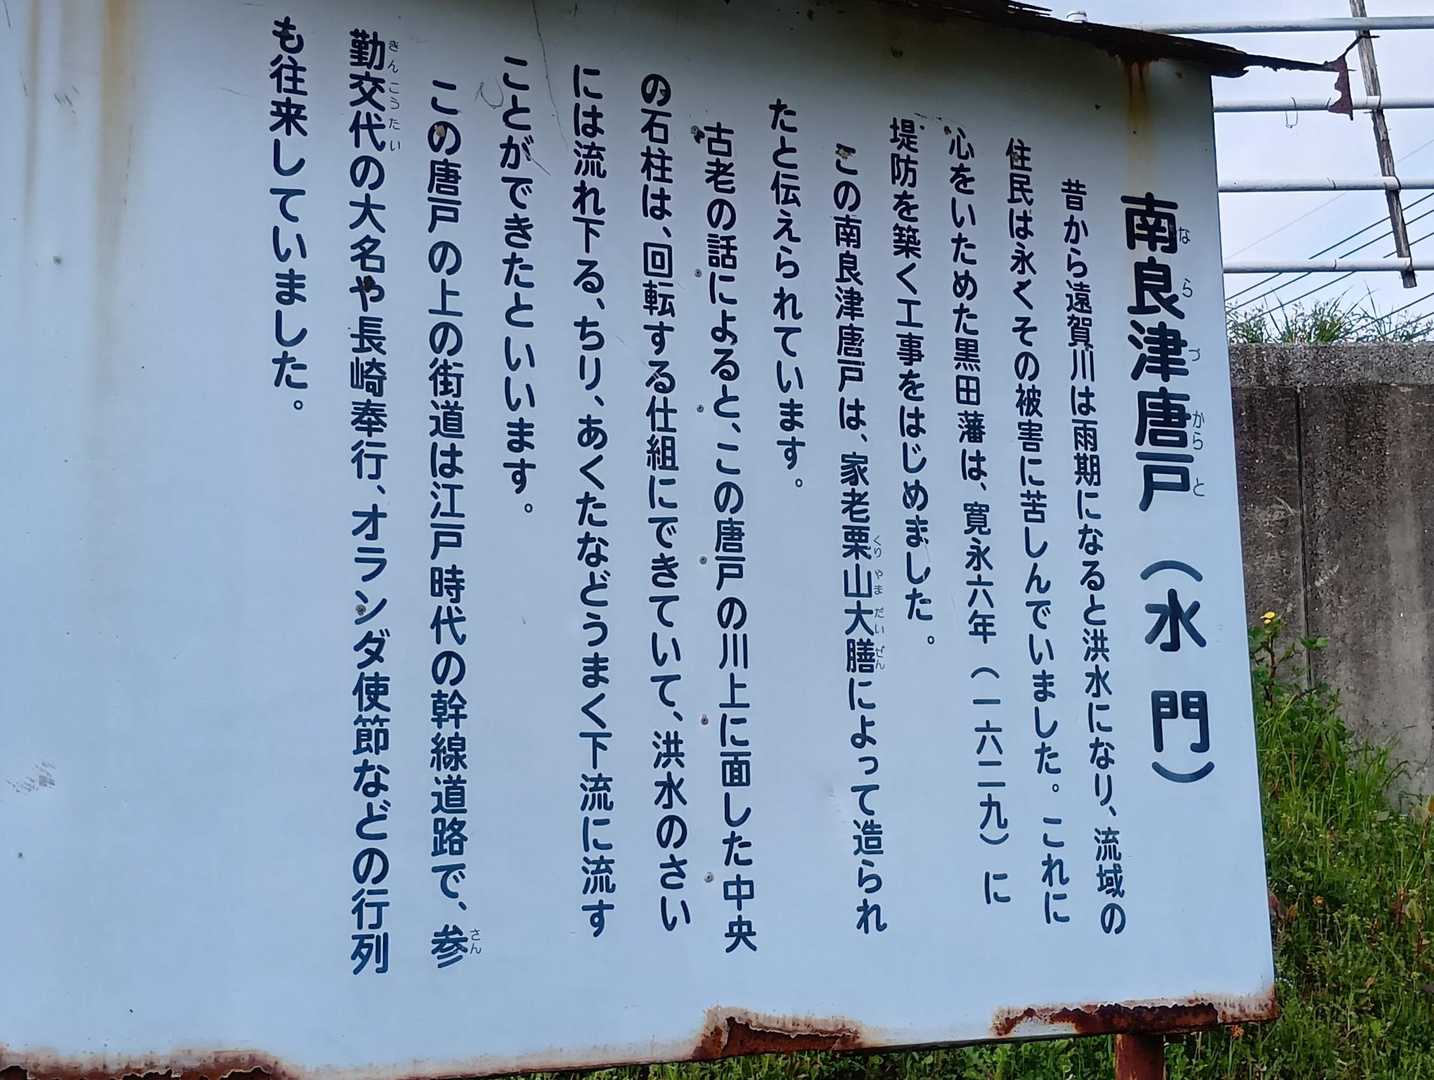 南良津唐戸（水門）
昔から遠賀川は雨期になると洪水になり、流域の
住民は永くその被害に苦しんでいました。これに
心をいためた黒田藩は、寛永六年（一六二九）に
堤防を築く工事をはじめました。
この南良津唐戸は、家老栗山大膳によって造られ
たと伝えられています。
古老の話によると、この唐戸の川上に面した中央
の石柱は、回転する仕組にできていて、洪水のさい
には流れ下る、ちり、あくたなどうまく下流に流す
ことができたといいます。
この唐戸の上の街道は江戸時代の幹線道路で、参
勤交代の大名や長崎奉行、オランダ使節などの行列
も往来していました。